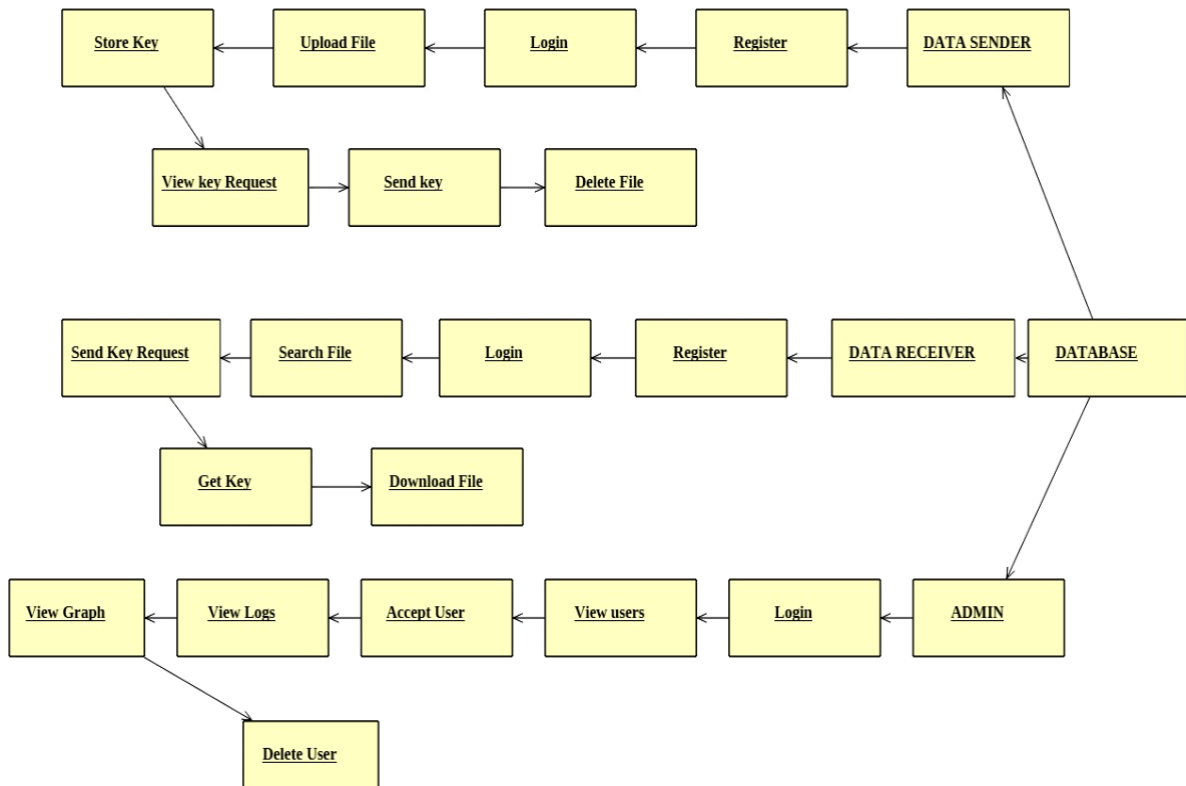 Store Key
Upload File
Login
Register
DATA SENDER
View key Request
Send key
Delete File
Send Key Request
Search File
Login
Register
DATA RECEIVER
DATABASE
Get Key
Download File
View Graph
View Logs
Accept User
View users
Login
ADMIN
Delete User